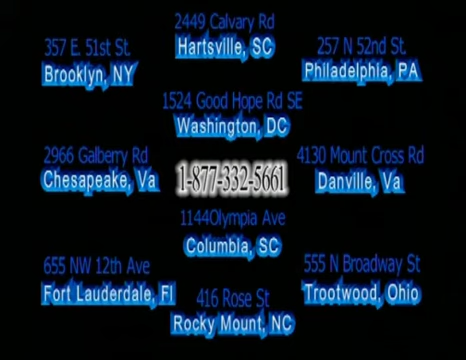 2449 Calvary Rd
Hartsville, SC
357 E. 51st St.
Brooklyn, NY
257 N 52nd St.
Philadelphia, PA
1524 Good Hope Rd SE
Washington, DC
2966 Galberry Rd
Chesapeake, Va
1-877-332-5661
4130 Mount Cross Rd
Danville, Va
1144Olympia Ave
Columbia, SC
655 NW 12th Ave
Fort Lauderdale, Fl
555 N Broadway St
Trootwood, Ohio
416 Rose St
Rocky Mount, NC